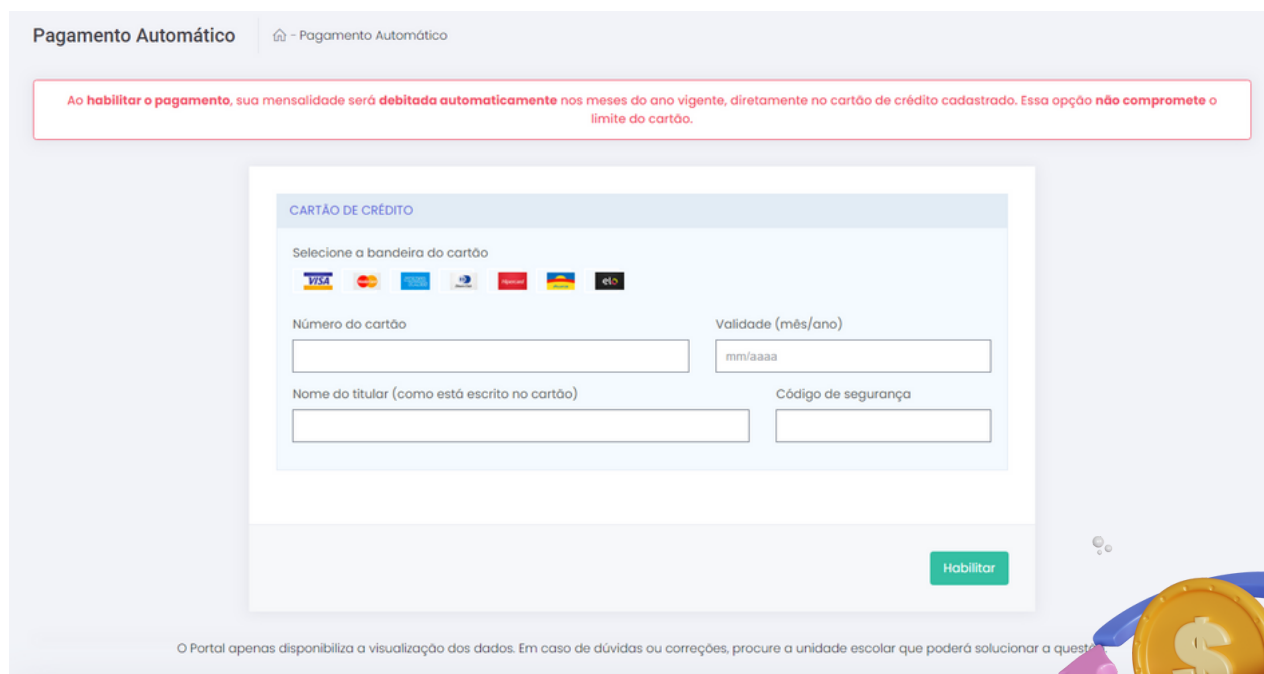 Pagamento Automático
- Pagamento Automático
Ao habilitar o pagamento, sua mensalidade será debitada automaticamente nos meses do ano vigente, diretamente no cartão de crédito cadastrado. Essa opção não compromete o
limite do cartão.
CARTÃO DE CRÉDITO
Selecione a bandeira do cartão
VISA
elo
Número do cartão
Validade (mês/ano)
mm/aaaa
Nome do titular (como está escrito no cartão)
Código de segurança
Habilitar
O Portal apenas disponibiliza a visualização dos dados. Em caso de dúvidas ou correções, procure a unidade escolar que poderá solucionar a